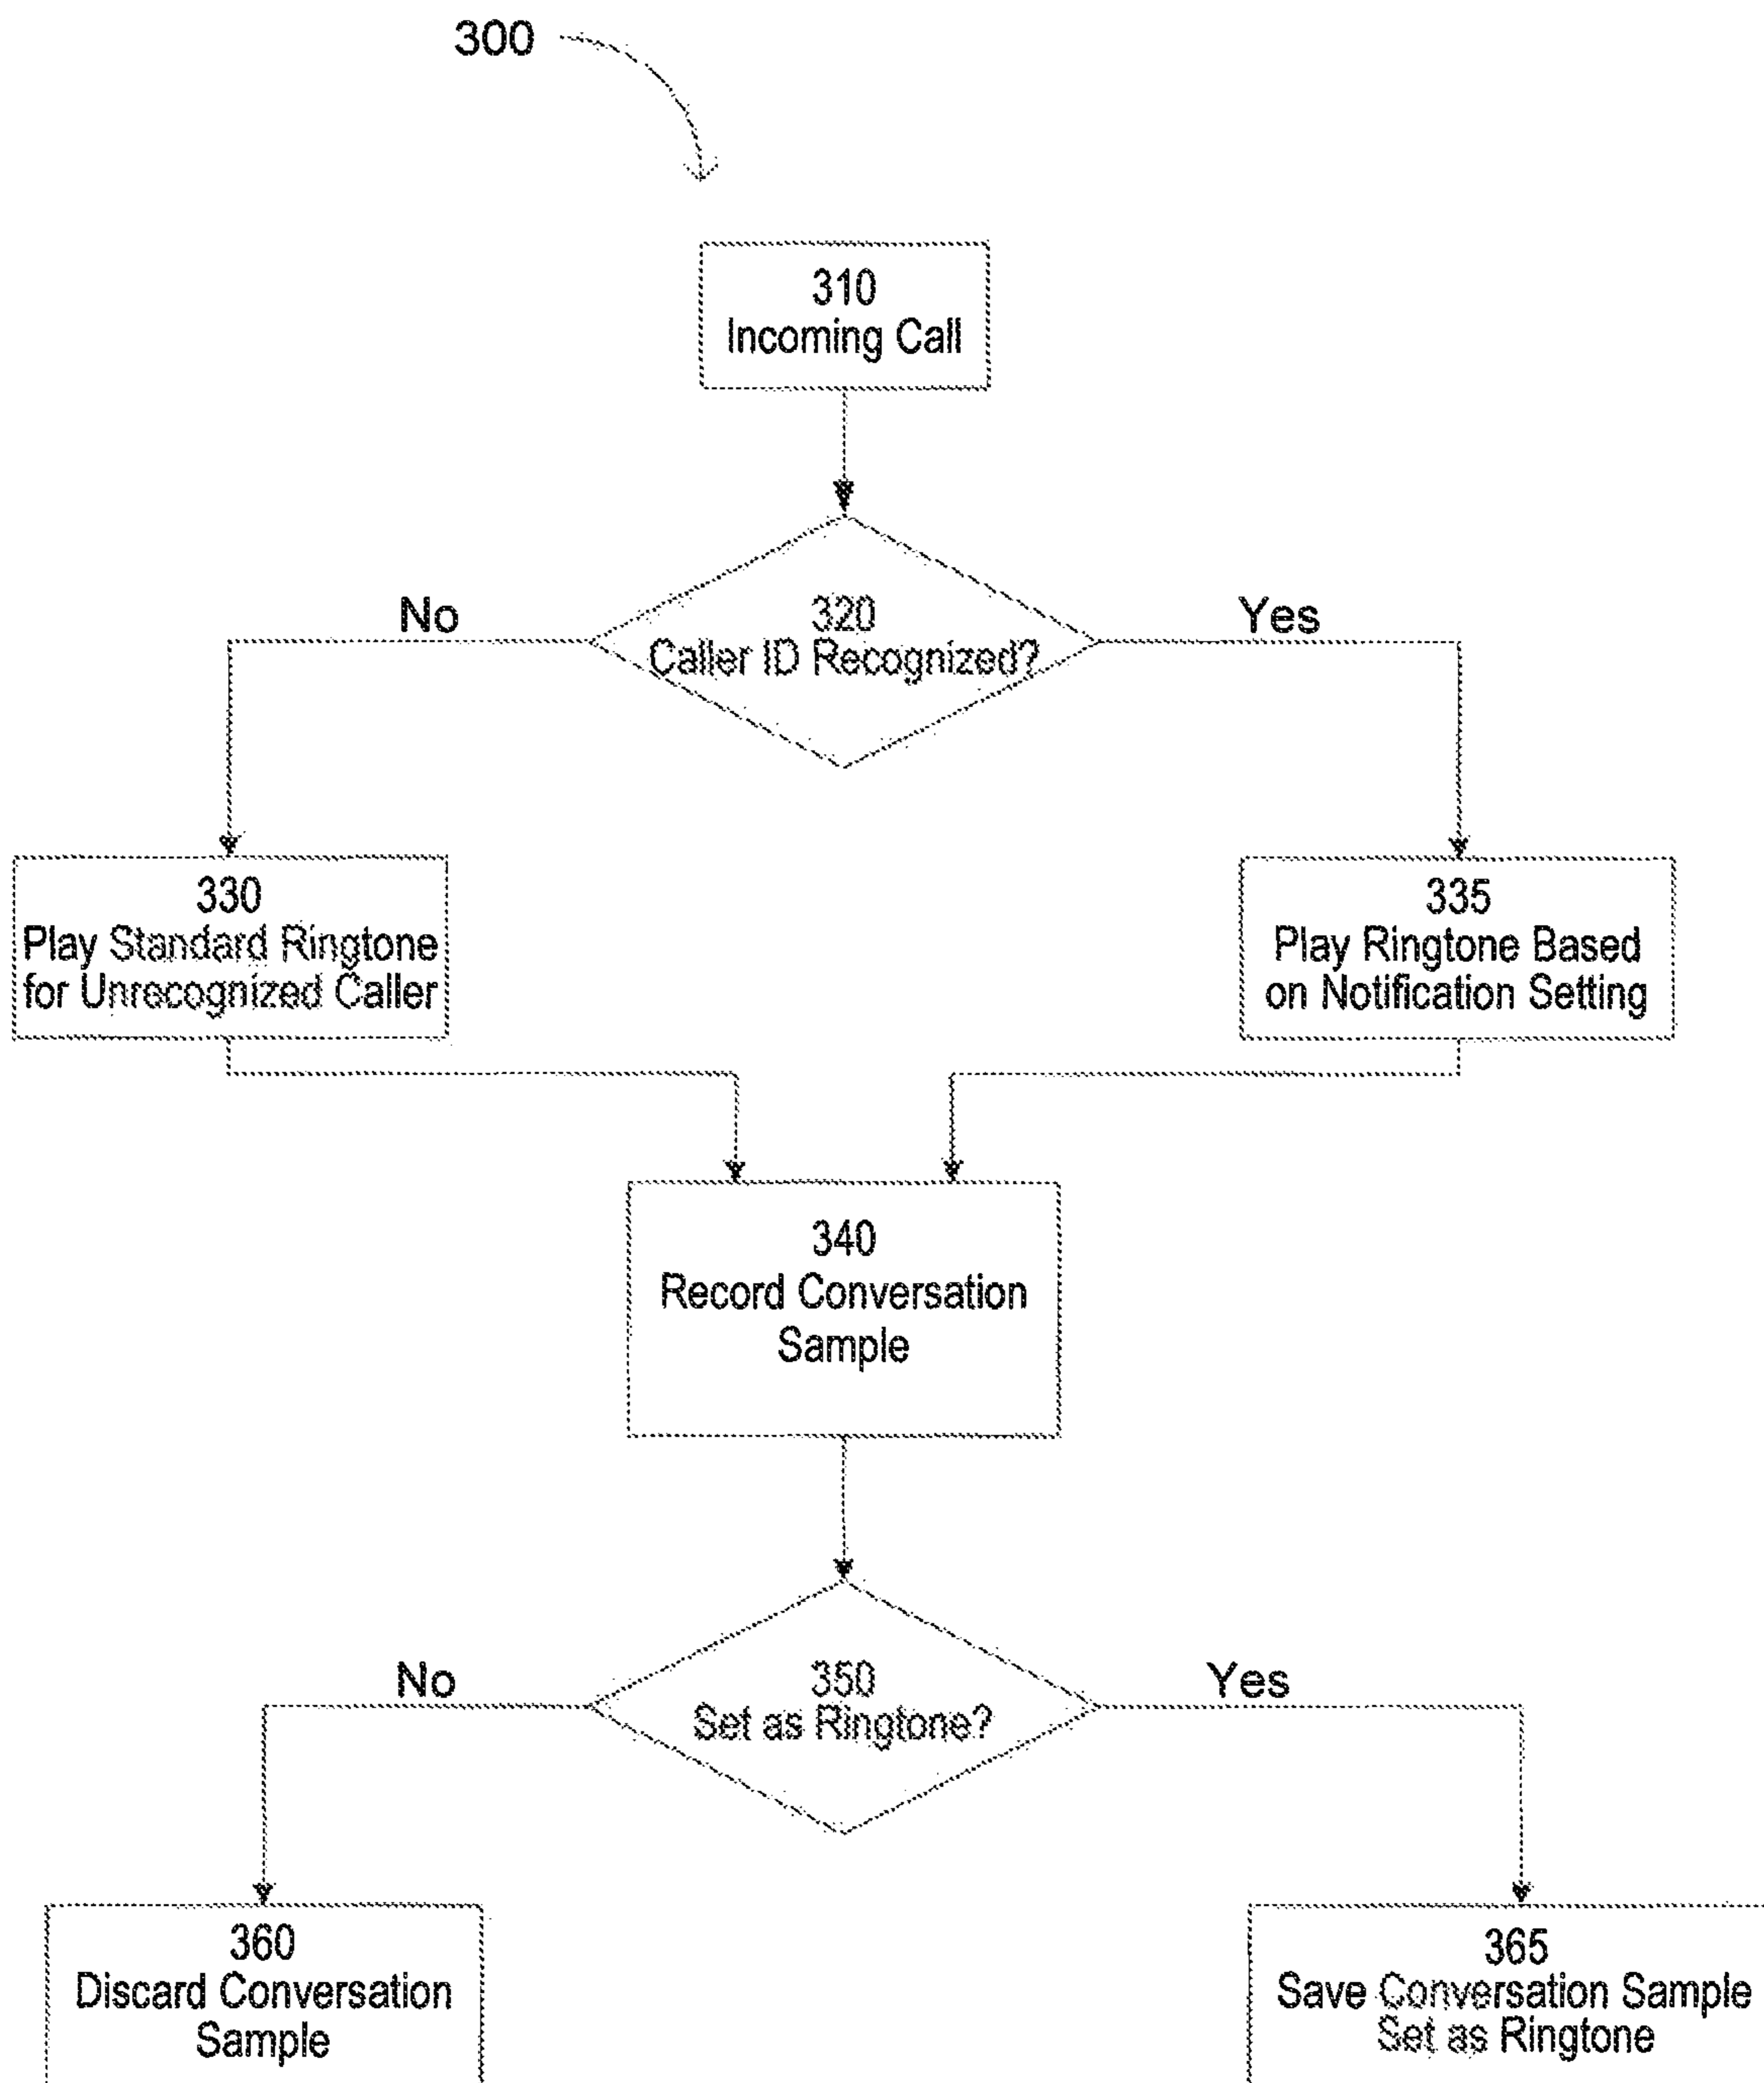 300
310
Incoming Call
320
Caller ID Recognized?
No
Yes
330
Play Standard Ringtone
for Unrecognized Caller
335
Play Ringtone Based
on Notification Setting
340
Record Conversation
Sample
350
Set as Ringtone?
No
Yes
360
Discard Conversation
Sample
365
Save Conversation Sample
Set as Ringtone